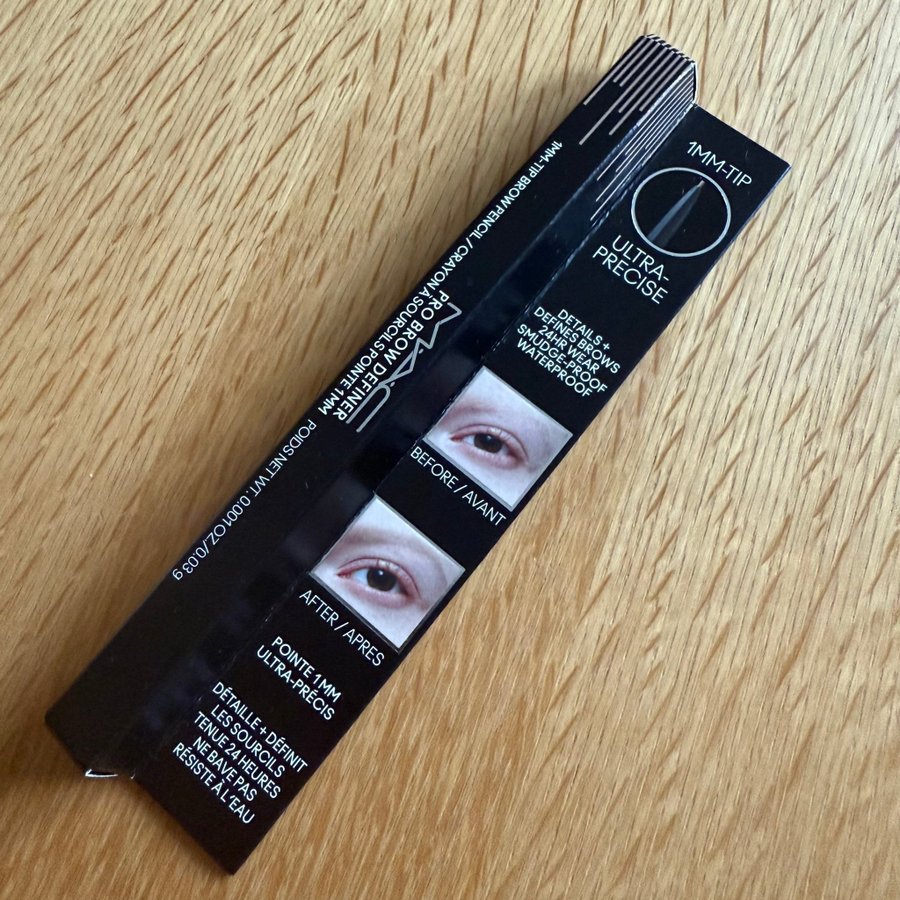 1MM-TIP BROW PENCIL / CRAYON À SOURCILS POINTE 1MM
M·A·C
PRO BROW DEFINER
POIDS NET WT. 0.001 OZ/0.03 g
1MM-TIP
ULTRA-
PRECISE
DETAILS +
DEFINES BROWS
24HR WEAR
SMUDGE-PROOF
WATERPROOF
BEFORE / AVANT
AFTER / APRES
POINTE 1MM
ULTRA-PRÉCIS
DÉTAILLE + DÉFINIT
LES SOURCILS
TENUE 24 HEURES
NE BAVE PAS
RÉSISTE À L'EAU